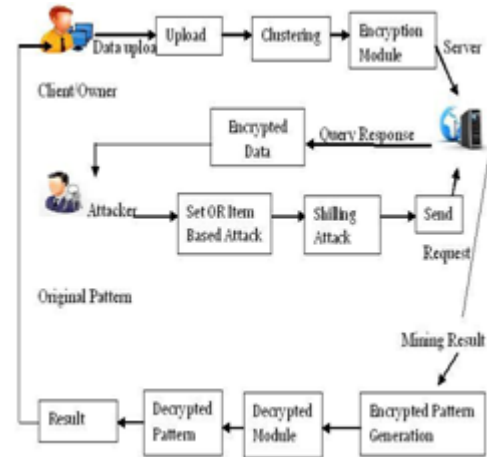 Data uploa
Upload
Clustering
Encryption
Module
Server
Client/Owner
Encrypted
Data
Query Response
Attacker
Set OR Item
Based Attack
Shilling
Attack
Send
Request
Original Pattern
Mining Result
Result
Decrypted
Pattern
Decrypted
Module
Encrypted Pattern
Generation